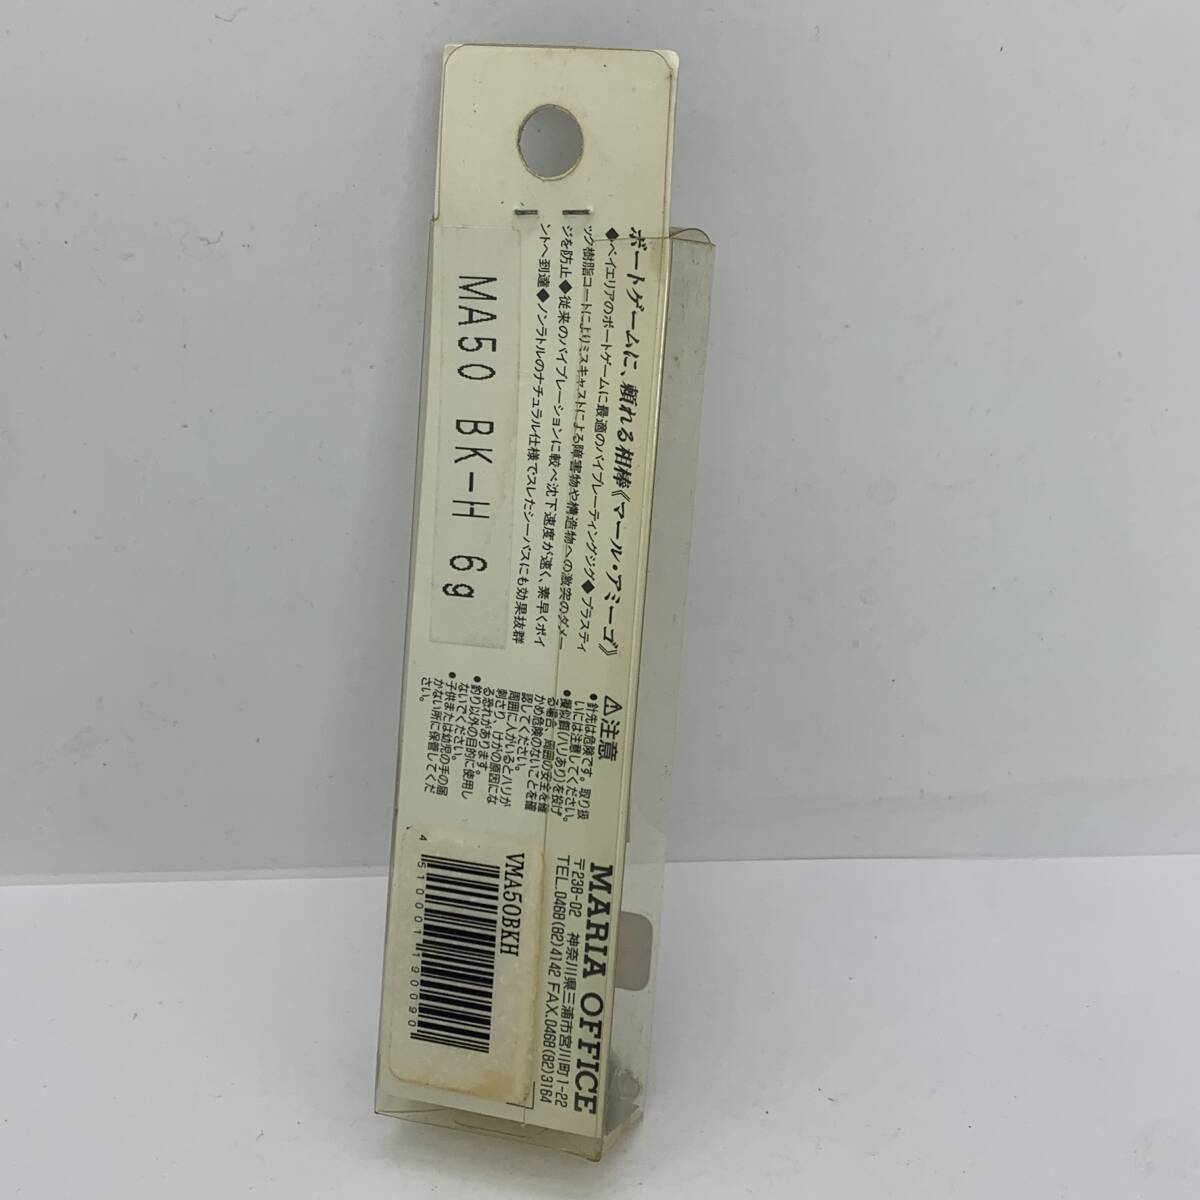 ボートゲームに、頼れる相棒《マール・アミーゴ》
◆ベイエリアのボートゲームに最適のバイブレーティングジグ◆プラスティ
ック樹脂コートによりミスキャストによる障害物や構造物への激突のダメー
ジを防止◆従来のバイブレーションに較べ沈下速度が速く、素早くポイ
ントへ到達◆ノンラトルのナチュラル仕様でスレたシーバスにも効果抜群
MA50 BK-H 6g
⚠注意
●針先は危険です。取り扱
いには注意してください。
●擬似餌(ハリあり)を投げ
る場合、周囲の安全を確
かめ危険のないことを確
認してください。
周囲に人がいるとハリが
刺さり、けがの原因にな
る恐れがあります。
●釣り以外の目的に使用し
ないでください。
●子供または幼児の手の届
かない所に保管してくだ
さい。
MARIA OFFICE
〒238-02 神奈川県三浦市宮川町1-22
TEL.0468(82)4142 FAX.0468(82)3164
VMA50BKH
4510001190090